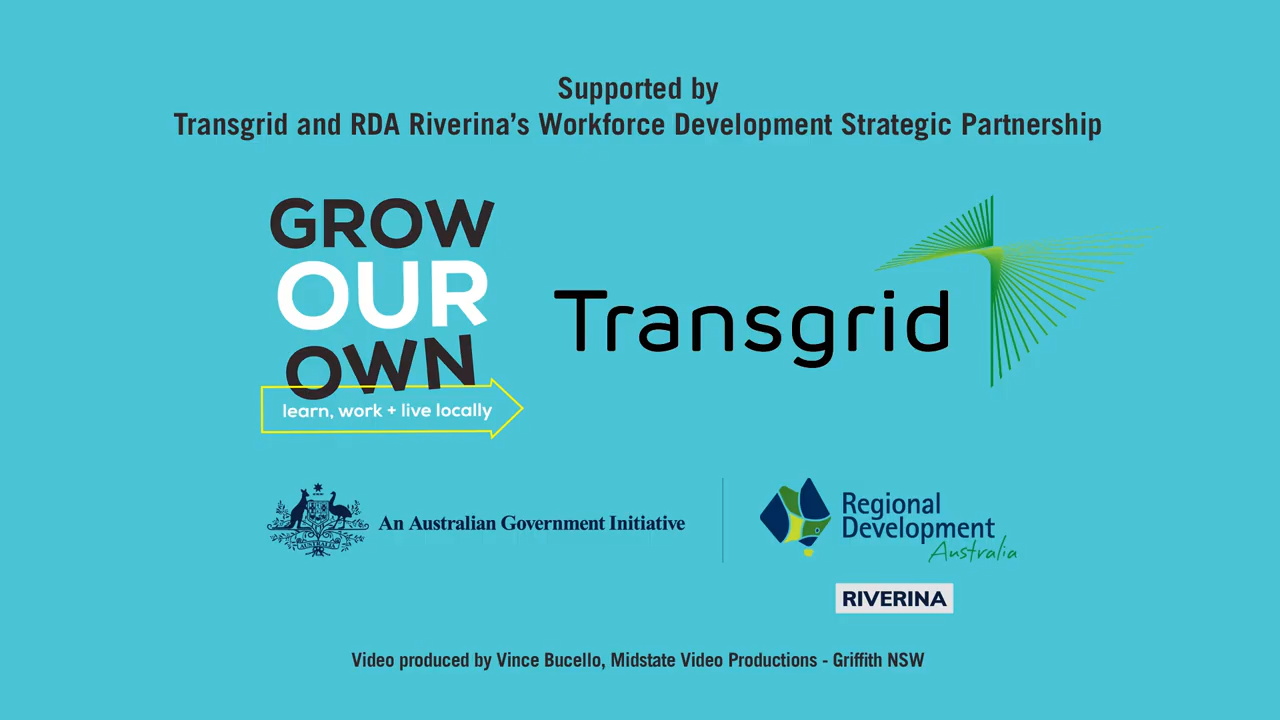 Supported by
Transgrid and RDA Riverina's Workforce Development Strategic Partnership
GROW
OUR
OWN
learn, work + live locally
Transgrid
AUSTRALIA
An Australian Government Initiative
Regional
Development
Australia
RIVERINA
Video produced by Vince Bucello, Midstate Video Productions - Griffith NSW